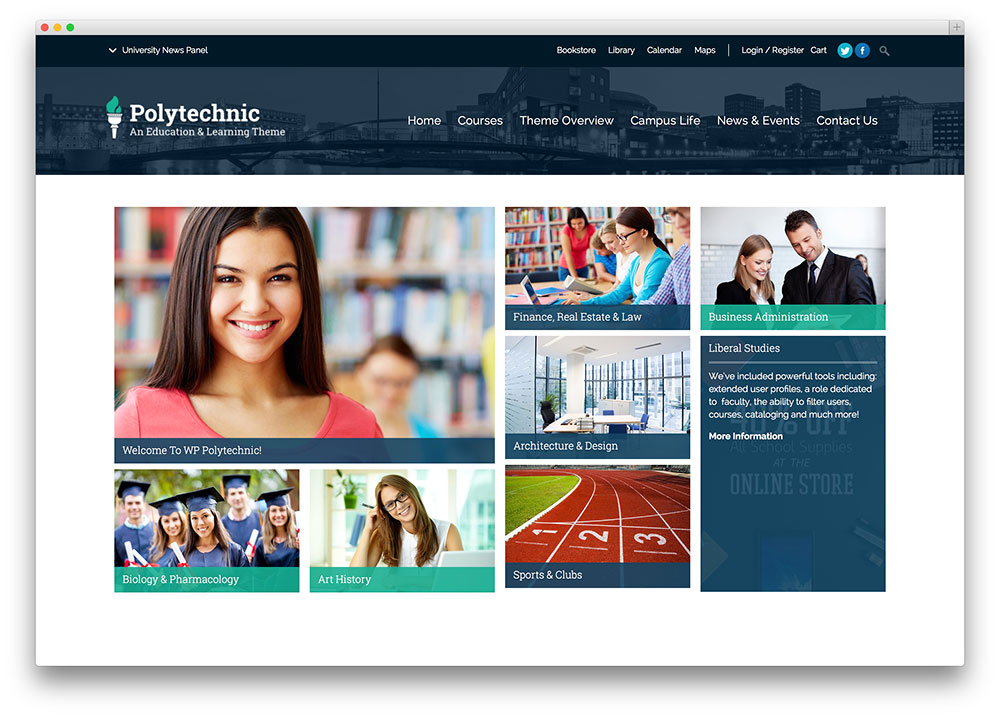 University News Panel
Bookstore Library Calendar Maps Login / Register Cart
Polytechnic
An Education & Learning Theme
Home Courses Theme Overview Campus Life News & Events Contact Us
Welcome To WP Polytechnic!
Biology & Pharmacology
Art History
Finance, Real Estate & Law
Architecture & Design
1 2 3
Sports & Clubs
Business Administration
Liberal Studies
We've included powerful tools including:
extended user profiles, a role dedicated
to faculty, the ability to filter users,
courses, cataloging and much more!
More Information
OFF
All School Supplies
AT THE
ONLINE STORE